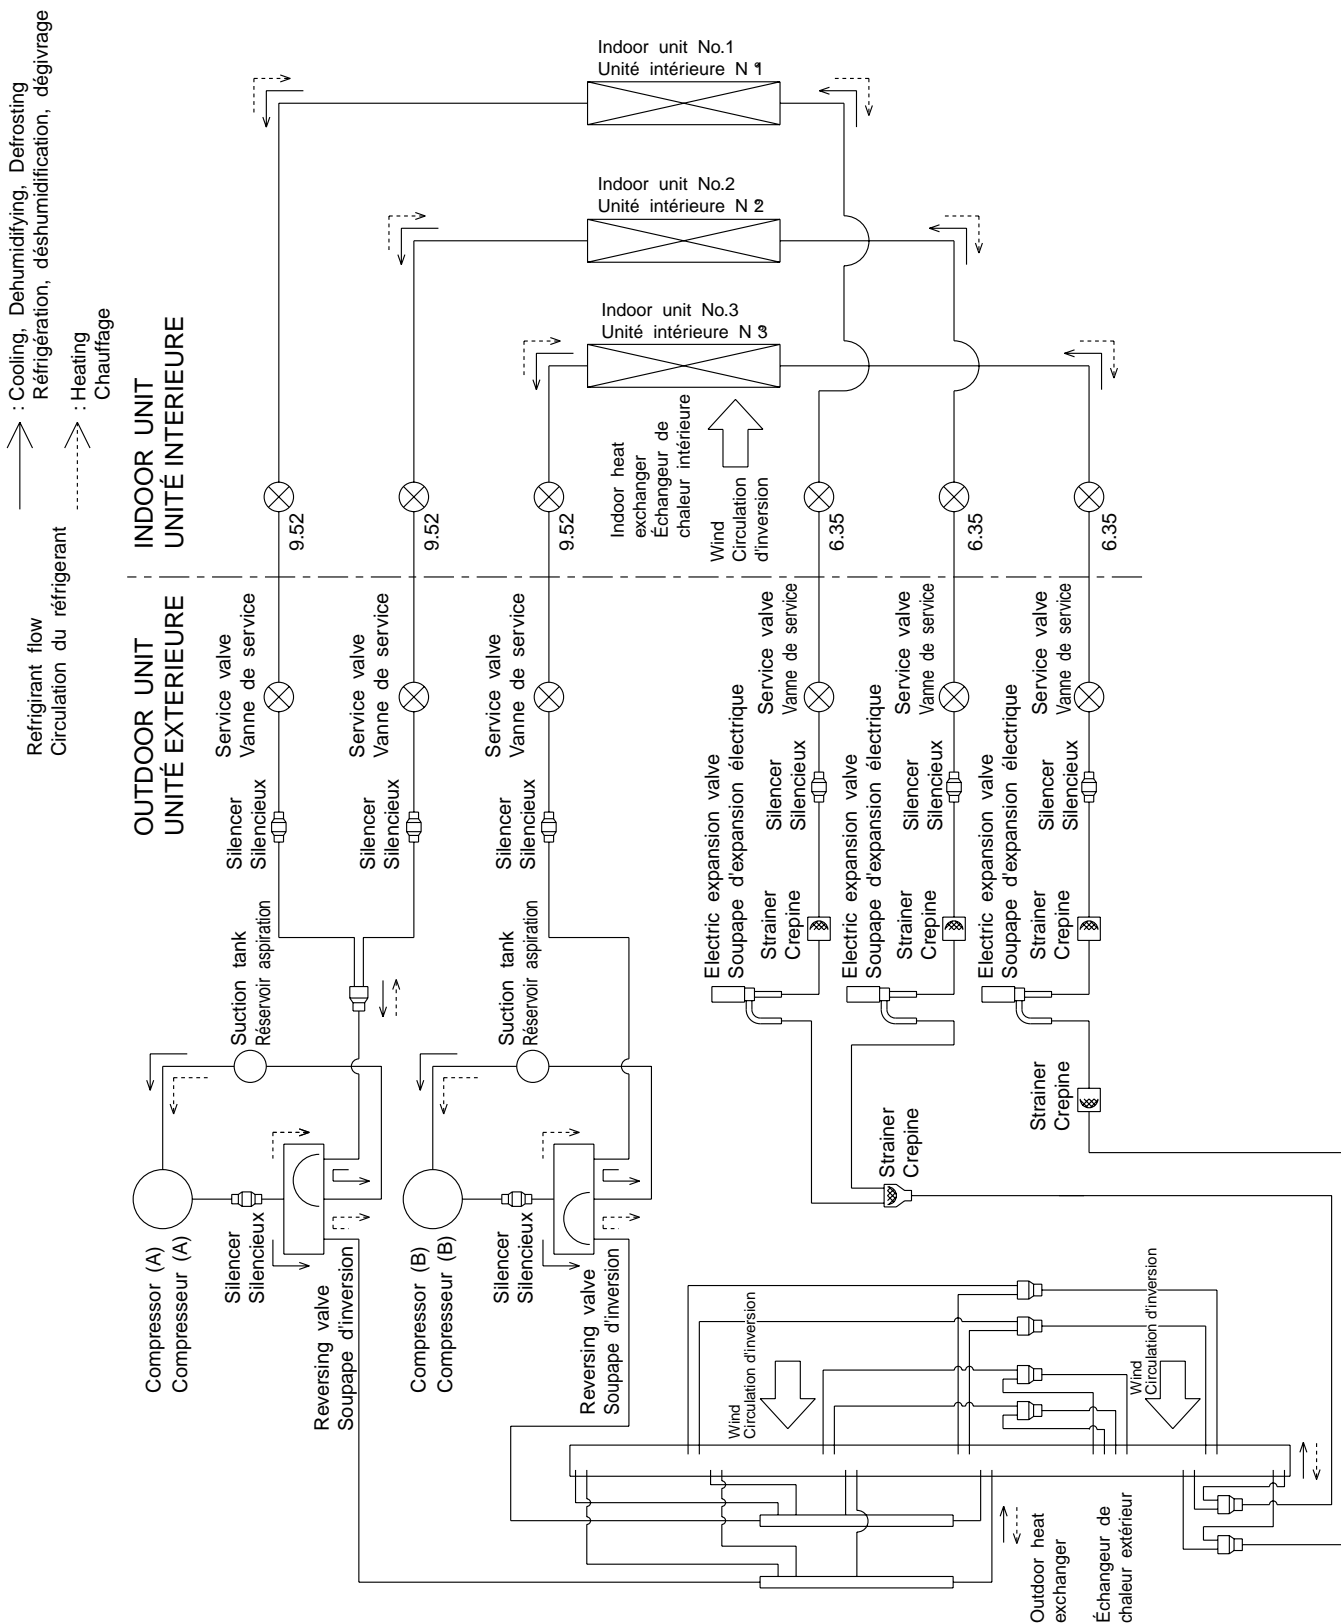 : Cooling, Dehumidifying, Defrosting
Réfrigération, déshumidification, dégivrage
Refrigirant flow
Circulation du réfrigerant
: Heating
Chauffage
OUTDOOR UNIT
UNITÉ EXTERIEURE
INDOOR UNIT
UNITÉ INTERIEURE
Indoor unit No.1
Unité intérieure N°1
Indoor unit No.2
Unité intérieure N°2
Indoor unit No.3
Unité intérieure N°3
Indoor heat
exchanger
Échangeur de
chaleur intérieure
Wind
Circulation
d'inversion
9.52
9.52
9.52
6.35
6.35
6.35
Service valve
Vanne de service
Service valve
Vanne de service
Service valve
Vanne de service
Service valve
Vanne de service
Service valve
Vanne de service
Service valve
Vanne de service
Silencer
Silencieux
Silencer
Silencieux
Silencer
Silencieux
Silencer
Silencieux
Silencer
Silencieux
Silencer
Silencieux
Electric expansion valve
Soupape d'expansion électrique
Electric expansion valve
Soupape d'expansion électrique
Electric expansion valve
Soupape d'expansion électrique
Strainer
Crepine
Strainer
Crepine
Strainer
Crepine
Suction tank
Réservoir aspiration
Suction tank
Réservoir aspiration
Strainer
Crepine
Strainer
Crepine
Compressor (A)
Compresseur (A)
Silencer
Silencieux
Reversing valve
Soupape d'inversion
Compressor (B)
Compresseur (B)
Silencer
Silencieux
Reversing valve
Soupape d'inversion
Wind
Circulation d'inversion
Wind
Circulation d'inversion
Outdoor heat
exchanger
Échangeur de
chaleur extérieur